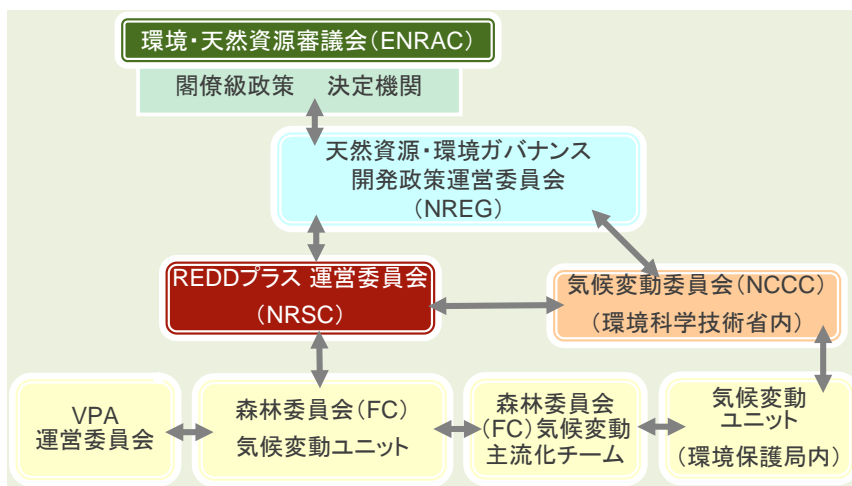 環境・天然資源審議会(ENRAC)
閣僚級政策　決定機関
天然資源・環境ガバナンス
開発政策運営委員会
(NREG)
REDDプラス 運営委員会
(NRSC)
気候変動委員会(NCCC)
(環境科学技術省内)
VPA
運営委員会
森林委員会(FC)
気候変動ユニット
森林委員会
(FC)気候変動
主流化チーム
気候変動
ユニット
(環境保護局内)